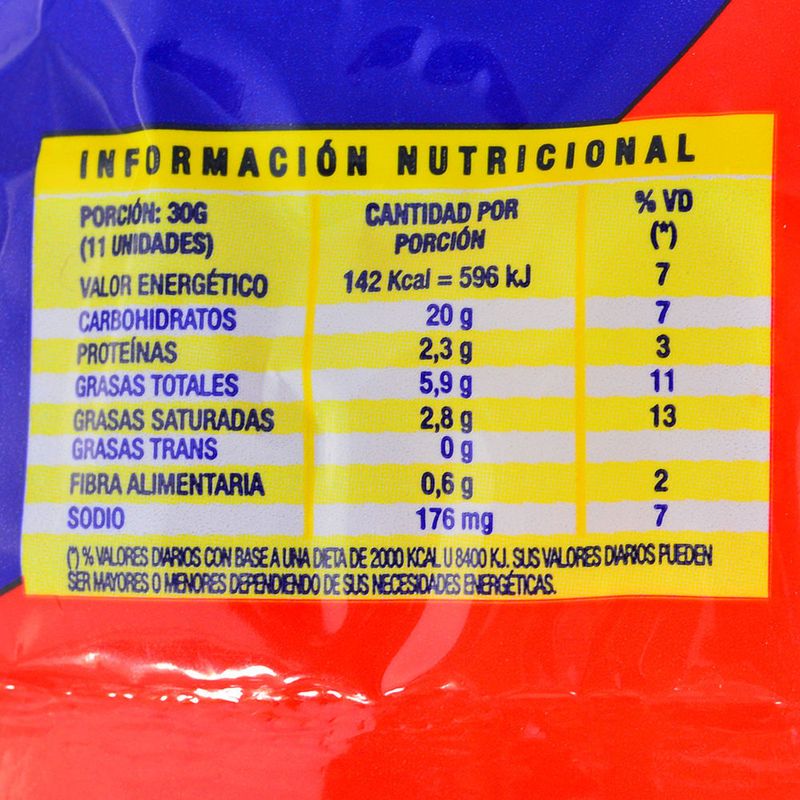 INFORMACIÓN NUTRICIONAL
PORCIÓN: 30G (11 UNIDADES) CANTIDAD POR PORCIÓN % VD (*)
VALOR ENERGÉTICO 142 Kcal = 596 kJ 7
CARBOHIDRATOS 20 g 7
PROTEÍNAS 2,3 g 3
GRASAS TOTALES 5,9 g 11
GRASAS SATURADAS 2,8 g 13
GRASAS TRANS 0 g
FIBRA ALIMENTARIA 0,6 g 2
SODIO 176 mg 7
(*) % VALORES DIARIOS CON BASE A UNA DIETA DE 2000 KCAL U 8400 KJ. SUS VALORES DIARIOS PUEDEN
SER MAYORES O MENORES DEPENDIENDO DE SUS NECESIDADES ENERGÉTICAS.